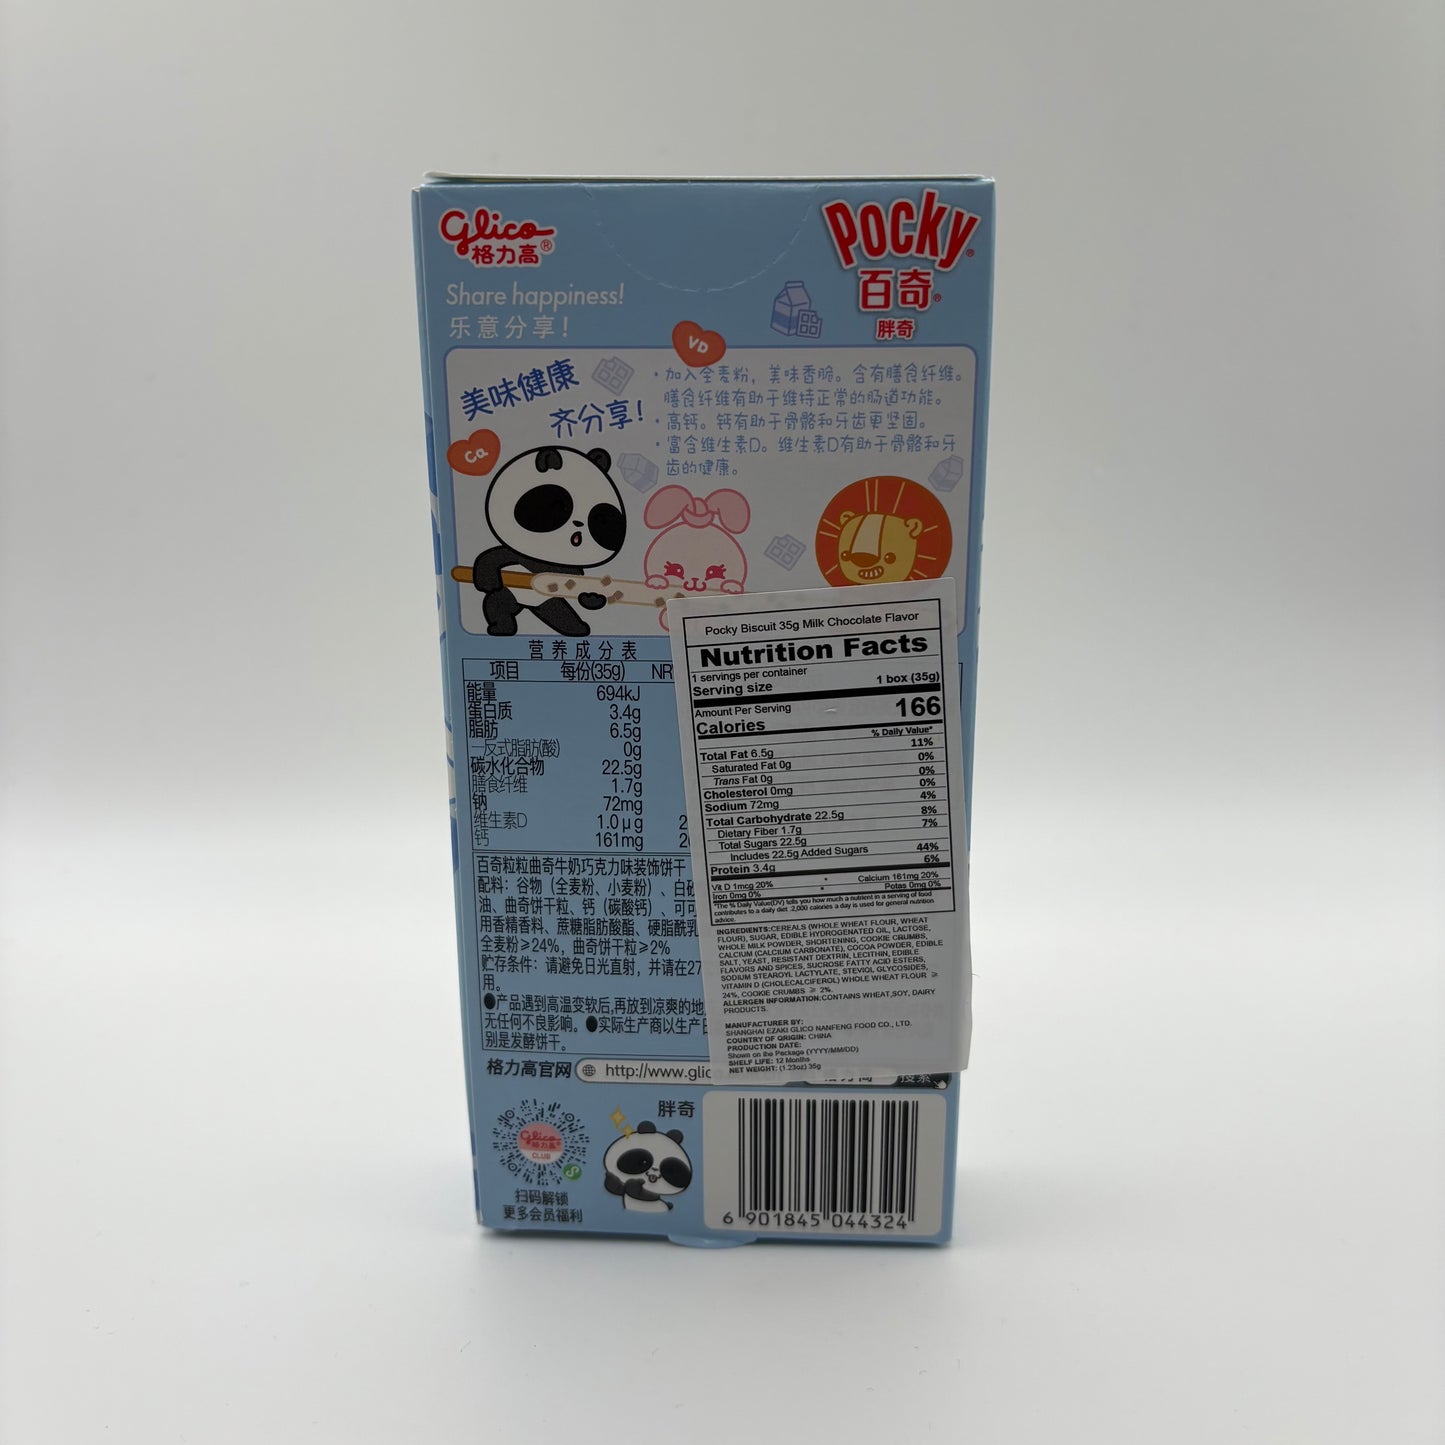 Glico
格力高®
Pocky®
百奇®
胖奇
Share happiness!
乐意分享！
VD
美味健康
齐分享！
Ca
·加入全麦粉，美味香脆。含有膳食纤维。
膳食纤维有助于维持正常的肠道功能。
·高钙。钙有助于骨骼和牙齿更坚固。
·富含维生素D。维生素D有助于骨骼和牙
齿的健康。
营养成分表
项目 每份(35g) NR
能量 694kJ
蛋白质 3.4g
脂肪 6.5g
—反式脂肪(酸) 0g
碳水化合物 22.5g
膳食纤维 1.7g
钠 72mg
维生素D 1.0μg 2
钙 161mg 2
百奇粒粒曲奇牛奶巧克力味装饰饼干
配料：谷物（全麦粉、小麦粉）、白砂
油、曲奇饼干粒、钙（碳酸钙）、可可
用香精香料、蔗糖脂肪酸酯、硬脂酰乳
全麦粉≥24%，曲奇饼干粒≥2%
贮存条件：请避免日光直射，并请在27
用。
●产品遇到高温变软后,再放到凉爽的地
无任何不良影响。●实际生产商以生产日
别是发酵饼干。
格力高官网 http://www.glic
Pocky Biscuit 35g Milk Chocolate Flavor
Nutrition Facts
1 servings per container
Serving size 1 box (35g)
Amount Per Serving
Calories 166
% Daily Value*
Total Fat 6.5g 11%
Saturated Fat 0g 0%
Trans Fat 0g 0%
Cholesterol 0mg 0%
Sodium 72mg 4%
Total Carbohydrate 22.5g 8%
Dietary Fiber 1.7g 7%
Total Sugars 22.5g
Includes 22.5g Added Sugars 44%
Protein 3.4g 6%
Vit D 1mcg 20% • Calcium 161mg 20%
Iron 0mg 0% • Potas 0mg 0%
*The % Daily Value(DV) tells you how much a nutrient in a serving of food
contributes to a daily diet .2,000 calories a day is used for general nutrition
advice.
INGREDIENTS:CEREALS (WHOLE WHEAT FLOUR, WHEAT
FLOUR), SUGAR, EDIBLE HYDROGENATED OIL, LACTOSE,
WHOLE MILK POWDER, SHORTENING, COOKIE CRUMBS,
CALCIUM (CALCIUM CARBONATE), COCOA POWDER, EDIBLE
SALT, YEAST, RESISTANT DEXTRIN, LECITHIN, EDIBLE
FLAVORS AND SPICES, SUCROSE FATTY ACID ESTERS,
SODIUM STEAROYL LACTYLATE, STEVIOL GLYCOSIDES,
VITAMIN D (CHOLECALCIFEROL) WHOLE WHEAT FLOUR ≥
24%, COOKIE CRUMBS ≥ 2%.
ALLERGEN INFORMATION:CONTAINS WHEAT,SOY, DAIRY
PRODUCTS.
MANUFACTURER BY:
SHANGHAI EZAKI GLICO NANFENG FOOD CO., LTD.
COUNTRY OF ORIGIN: CHINA
PRODUCTION DATE:
Shown on the Package (YYYY/MM/DD)
SHELF LIFE: 12 Months
NET WEIGHT: (1.23oz) 35g
Glico
格力高
CLUB
扫码解锁
更多会员福利
胖奇
6 901845 044324